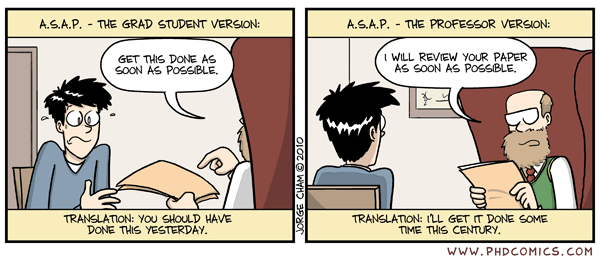 A.S.A.P. - THE GRAD STUDENT VERSION:
GET THIS DONE AS
SOON AS POSSIBLE.
TRANSLATION: YOU SHOULD HAVE
DONE THIS YESTERDAY.
JORGE CHAM © 2010
A.S.A.P. - THE PROFESSOR VERSION:
I WILL REVIEW YOUR PAPER
AS SOON AS POSSIBLE.
TRANSLATION: I'LL GET IT DONE SOME
TIME THIS CENTURY.
WWW.PHDCOMICS.COM